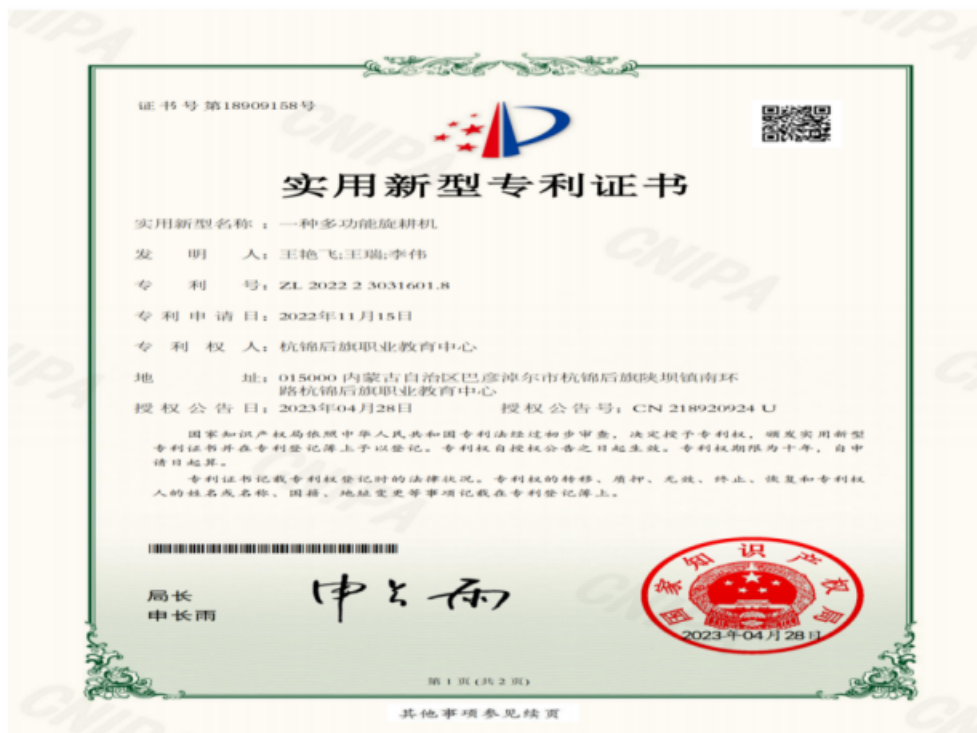 证书号第18909158号
实用新型专利证书
实用新型名称：一种多功能旋耕机
发明人：王艳飞;王瑞;李伟
专利号：ZL 2022 2 3031601.8
专利申请日：2022年11月15日
专利权人：杭锦后旗职业教育中心
地址：015000 内蒙古自治区巴彦淖尔市杭锦后旗陕坝镇南环
路杭锦后旗职业教育中心
授权公告日：2023年04月28日 授权公告号：CN 218920924 U
国家知识产权局依照中华人民共和国专利法经过初步审查，决定授予专利权，颁发实用新型
专利证书并在专利登记簿上予以登记。专利权自授权公告之日起生效。专利权期限为十年，自申
请日起算。
专利证书记载专利权登记时的法律状况。专利权的转移、质押、无效、终止、恢复和专利权
人的姓名或名称、国籍、地址变更等事项记载在专利登记簿上。
局长
申长雨
申长雨
国家知识产权局
2023年04月28日
第 1 页 (共 2 页)
其他事项参见续页
CNIPA
CNIPA
CNIPA
CNIPA